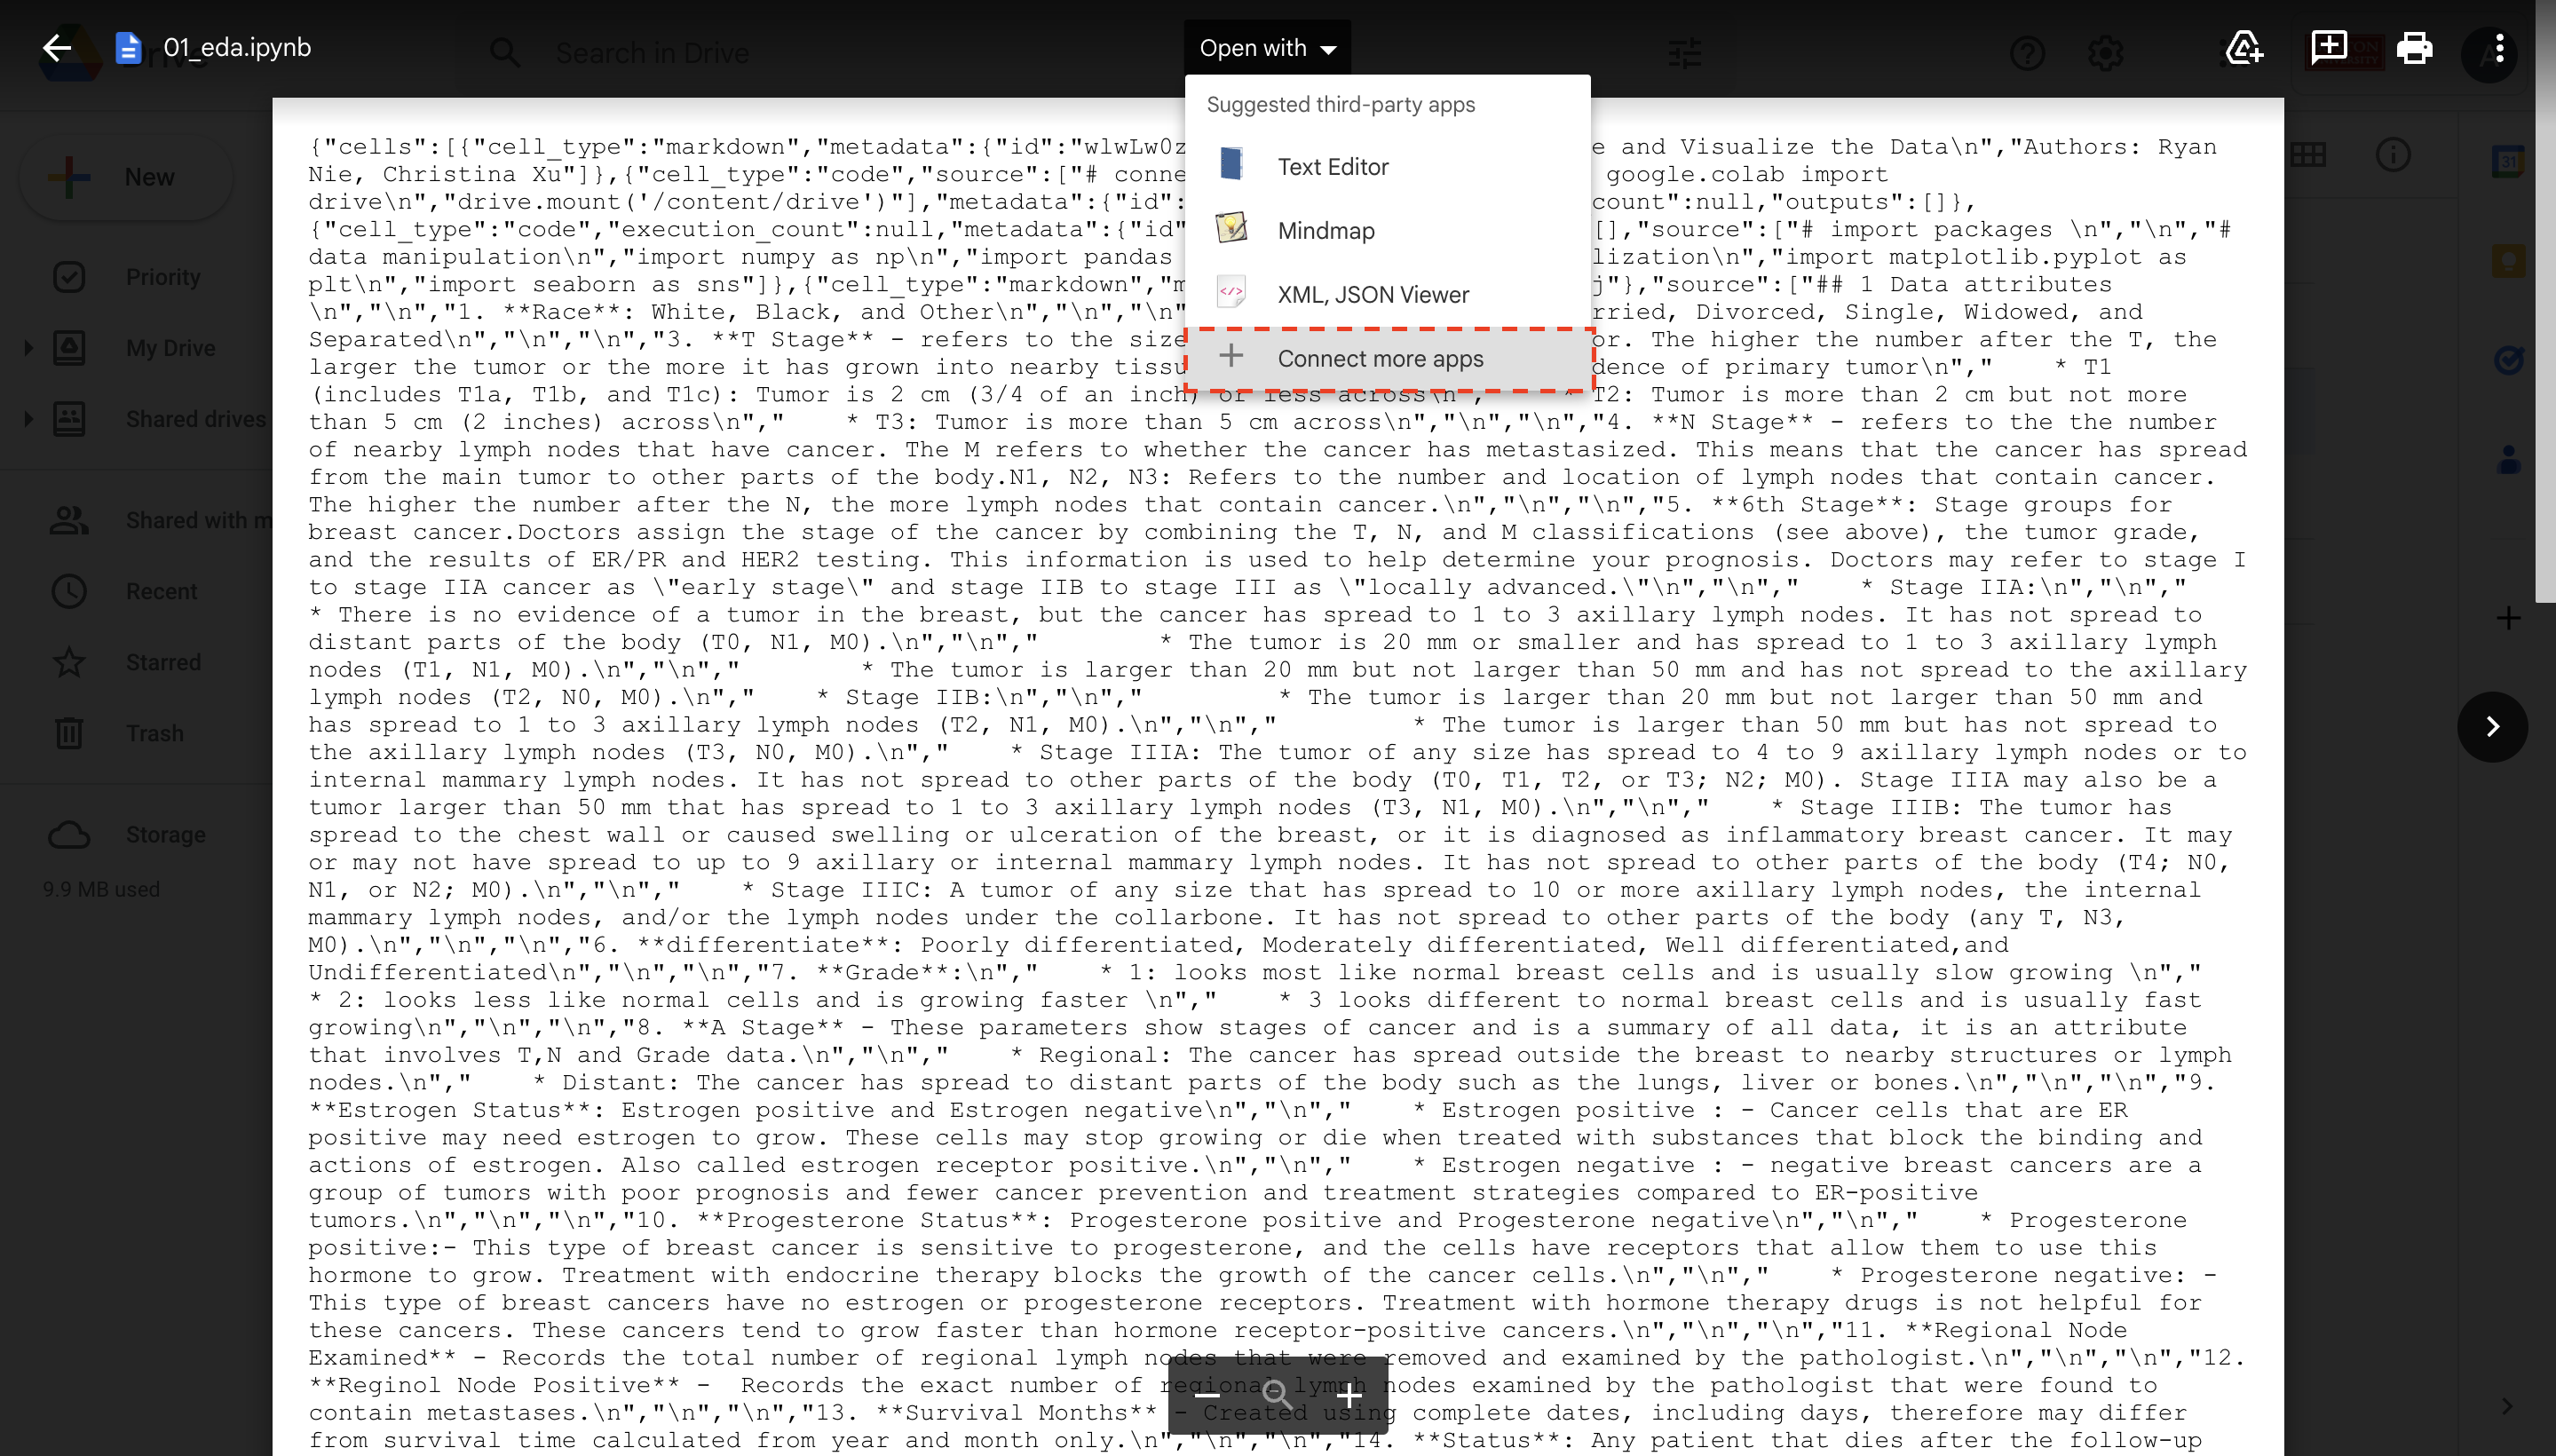 01_eda.ipynb
Search in Drive
Open with
Suggested third-party apps
Text Editor
Mindmap
XML, JSON Viewer
Connect more apps
New
Priority
My Drive
Shared drives
Shared with m
Recent
Starred
Trash
Storage
9.9 MB used
31
{"cells":[{"cell_type":"markdown","metadata":{"id":"wlwLw0z e and Visualize the Data\n","Authors: Ryan
Nie, Christina Xu"]},{"cell_type":"code","source":["# conne google.colab import
drive\n","drive.mount('/content/drive')"],"metadata":{"id": count":null,"outputs":[]},
{"cell_type":"code","execution_count":null,"metadata":{"id" [],"source":["# import packages \n","\n","#
data manipulation\n","import numpy as np\n","import pandas lization\n","import matplotlib.pyplot as
plt\n","import seaborn as sns"]},{"cell_type":"markdown","m j"},"source":["## 1 Data attributes
\n","\n","1. **Race**: White, Black, and Other\n","\n","\n" rried, Divorced, Single, Widowed, and
Separated\n","\n","\n","3. **T Stage** - refers to the size or. The higher the number after the T, the
larger the tumor or the more it has grown into nearby tissu dence of primary tumor\n","    * T1
(includes T1a, T1b, and T1c): Tumor is 2 cm (3/4 of an inch) or less across\n","    * T2: Tumor is more than 2 cm but not more
than 5 cm (2 inches) across\n","    * T3: Tumor is more than 5 cm across\n","\n","\n","4. **N Stage** - refers to the the number
of nearby lymph nodes that have cancer. The M refers to whether the cancer has metastasized. This means that the cancer has spread
from the main tumor to other parts of the body.N1, N2, N3: Refers to the number and location of lymph nodes that contain cancer.
The higher the number after the N, the more lymph nodes that contain cancer.\n","\n","\n","5. **6th Stage**: Stage groups for
breast cancer.Doctors assign the stage of the cancer by combining the T, N, and M classifications (see above), the tumor grade,
and the results of ER/PR and HER2 testing. This information is used to help determine your prognosis. Doctors may refer to stage I
to stage IIA cancer as \"early stage\" and stage IIB to stage III as \"locally advanced.\"\n","\n","    * Stage IIA:\n","\n","
* There is no evidence of a tumor in the breast, but the cancer has spread to 1 to 3 axillary lymph nodes. It has not spread to
distant parts of the body (T0, N1, M0).\n","\n","        * The tumor is 20 mm or smaller and has spread to 1 to 3 axillary lymph
nodes (T1, N1, M0).\n","\n","        * The tumor is larger than 20 mm but not larger than 50 mm and has not spread to the axillary
lymph nodes (T2, N0, M0).\n","    * Stage IIB:\n","\n","         * The tumor is larger than 20 mm but not larger than 50 mm and
has spread to 1 to 3 axillary lymph nodes (T2, N1, M0).\n","\n","         * The tumor is larger than 50 mm but has not spread to
the axillary lymph nodes (T3, N0, M0).\n","    * Stage IIIA: The tumor of any size has spread to 4 to 9 axillary lymph nodes or to
internal mammary lymph nodes. It has not spread to other parts of the body (T0, T1, T2, or T3; N2; M0). Stage IIIA may also be a
tumor larger than 50 mm that has spread to 1 to 3 axillary lymph nodes (T3, N1, M0).\n","\n","    * Stage IIIB: The tumor has
spread to the chest wall or caused swelling or ulceration of the breast, or it is diagnosed as inflammatory breast cancer. It may
or may not have spread to up to 9 axillary or internal mammary lymph nodes. It has not spread to other parts of the body (T4; N0,
N1, or N2; M0).\n","\n","    * Stage IIIC: A tumor of any size that has spread to 10 or more axillary lymph nodes, the internal
mammary lymph nodes, and/or the lymph nodes under the collarbone. It has not spread to other parts of the body (any T, N3,
M0).\n","\n","\n","6. **differentiate**: Poorly differentiated, Moderately differentiated, Well differentiated,and
Undifferentiated\n","\n","\n","7. **Grade**:\n","    * 1: looks most like normal breast cells and is usually slow growing \n","
* 2: looks less like normal cells and is growing faster \n","    * 3 looks different to normal breast cells and is usually fast
growing\n","\n","\n","8. **A Stage** - These parameters show stages of cancer and is a summary of all data, it is an attribute
that involves T,N and Grade data.\n","\n","    * Regional: The cancer has spread outside the breast to nearby structures or lymph
nodes.\n","    * Distant: The cancer has spread to distant parts of the body such as the lungs, liver or bones.\n","\n","\n","9.
**Estrogen Status**: Estrogen positive and Estrogen negative\n","\n","    * Estrogen positive : - Cancer cells that are ER
positive may need estrogen to grow. These cells may stop growing or die when treated with substances that block the binding and
actions of estrogen. Also called estrogen receptor positive.\n","\n","    * Estrogen negative : - negative breast cancers are a
group of tumors with poor prognosis and fewer cancer prevention and treatment strategies compared to ER-positive
tumors.\n","\n","\n","10. **Progesterone Status**: Progesterone positive and Progesterone negative\n","\n","    * Progesterone
positive:- This type of breast cancer is sensitive to progesterone, and the cells have receptors that allow them to use this
hormone to grow. Treatment with endocrine therapy blocks the growth of the cancer cells.\n","\n","    * Progesterone negative: -
This type of breast cancers have no estrogen or progesterone receptors. Treatment with hormone therapy drugs is not helpful for
these cancers. These cancers tend to grow faster than hormone receptor-positive cancers.\n","\n","\n","11. **Regional Node
Examined** - Records the total number of regional lymph nodes that were removed and examined by the pathologist.\n","\n","\n","12.
**Reginol Node Positive** -  Records the exact number of regional lymph nodes examined by the pathologist that were found to
contain metastases.\n","\n","\n","13. **Survival Months** - Created using complete dates, including days, therefore may differ
from survival time calculated from year and month only.\n","\n","\n","14. **Status**: Any patient that dies after the follow-up